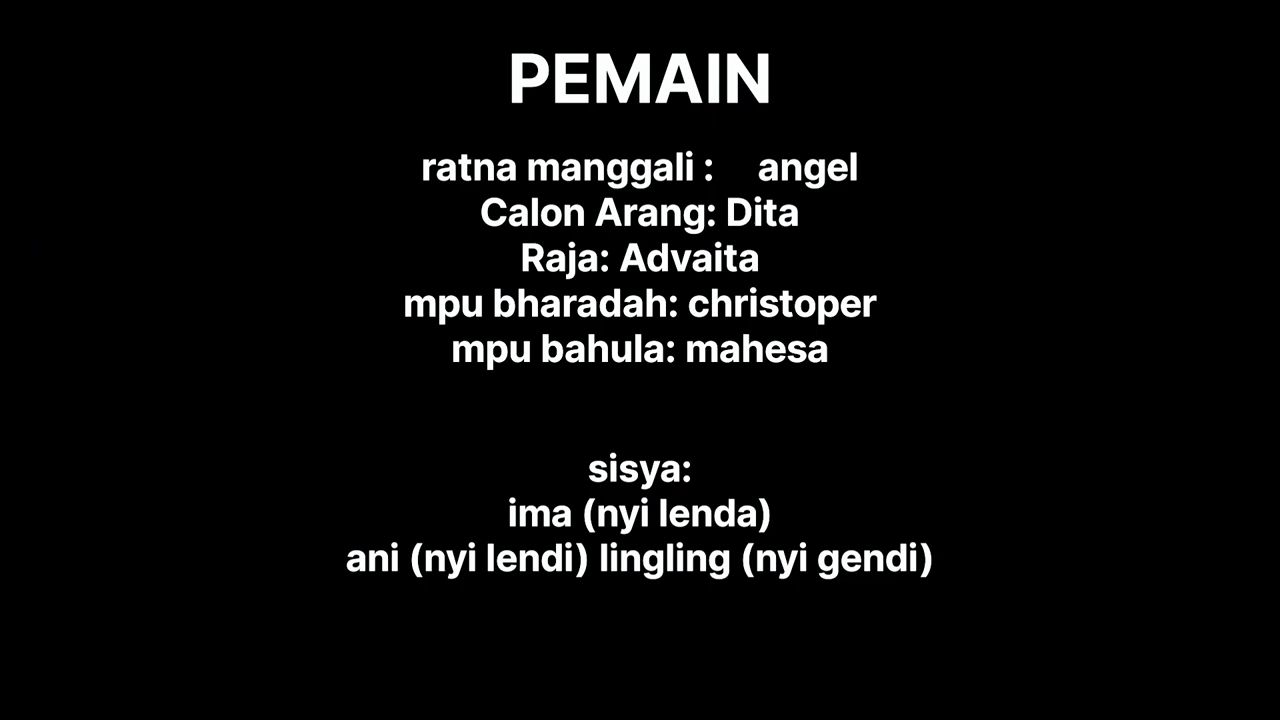 PEMAIN
ratna manggali : angel
Calon Arang: Dita
Raja: Advaita
mpu bharadah: christoper
mpu bahula: mahesa
sisya:
ima (nyi lenda)
ani (nyi lendi) lingling (nyi gendi)